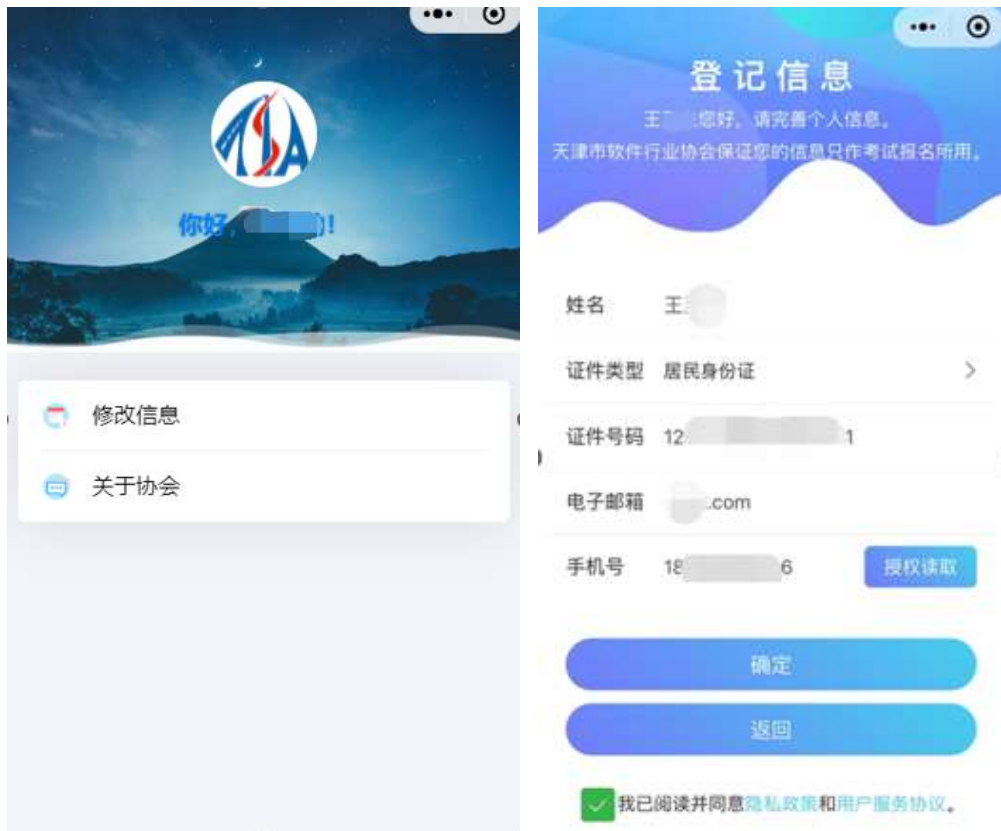 你好,
!
修改信息
关于协会
登记信息
王 您好，请完善个人信息。
天津市软件行业协会保证您的信息只作考试报名所用。
姓名 王
证件类型 居民身份证
证件号码 12 1
电子邮箱 .com
手机号 18 6 授权读取
确定
返回
我已阅读并同意隐私政策和用户服务协议。